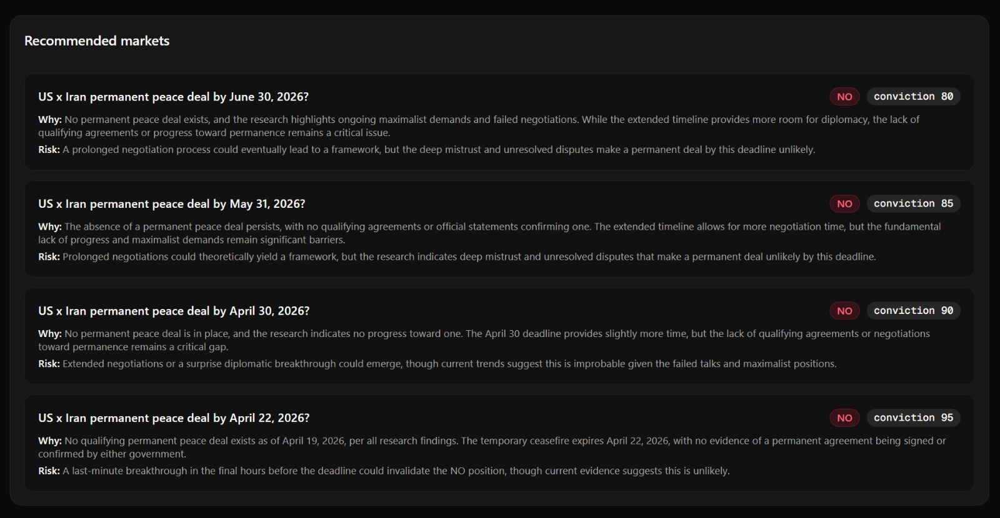 Recommended markets
US x Iran permanent peace deal by June 30, 2026?
NO
conviction 80
Why: No permanent peace deal exists, and the research highlights ongoing maximalist demands and failed negotiations. While the extended timeline provides more room for diplomacy, the lack of
qualifying agreements or progress toward permanence remains a critical issue.
Risk: A prolonged negotiation process could eventually lead to a framework, but the deep mistrust and unresolved disputes make a permanent deal by this deadline unlikely.
US x Iran permanent peace deal by May 31, 2026?
NO
conviction 85
Why: The absence of a permanent peace deal persists, with no qualifying agreements or official statements confirming one. The extended timeline allows for more negotiation time, but the fundamental
lack of progress and maximalist demands remain significant barriers.
Risk: Prolonged negotiations could theoretically yield a framework, but the research indicates deep mistrust and unresolved disputes that make a permanent deal unlikely by this deadline.
US x Iran permanent peace deal by April 30, 2026?
NO
conviction 90
Why: No permanent peace deal is in place, and the research indicates no progress toward one. The April 30 deadline provides slightly more time, but the lack of qualifying agreements or negotiations
toward permanence remains a critical gap.
Risk: Extended negotiations or a surprise diplomatic breakthrough could emerge, though current trends suggest this is improbable given the failed talks and maximalist positions.
US x Iran permanent peace deal by April 22, 2026?
NO
conviction 95
Why: No qualifying permanent peace deal exists as of April 19, 2026, per all research findings. The temporary ceasefire expires April 22, 2026, with no evidence of a permanent agreement being signed or
confirmed by either government.
Risk: A last-minute breakthrough in the final hours before the deadline could invalidate the NO position, though current evidence suggests this is unlikely.